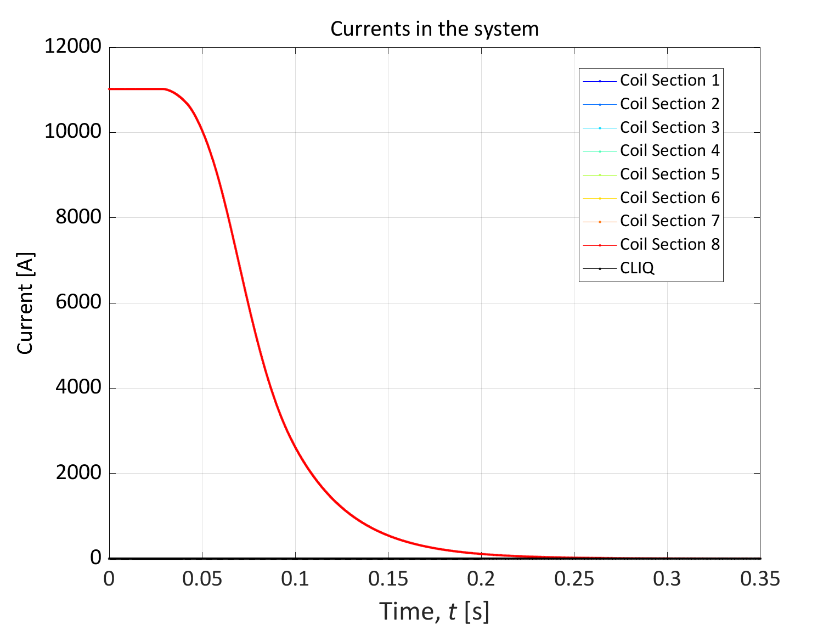 Currents in the system
12000
10000
8000
6000
4000
2000
0
Current [A]
Coil Section 1
Coil Section 2
Coil Section 3
Coil Section 4
Coil Section 5
Coil Section 6
Coil Section 7
Coil Section 8
CLIQ
0 0.05 0.1 0.15 0.2 0.25 0.3 0.35
Time, t [s]